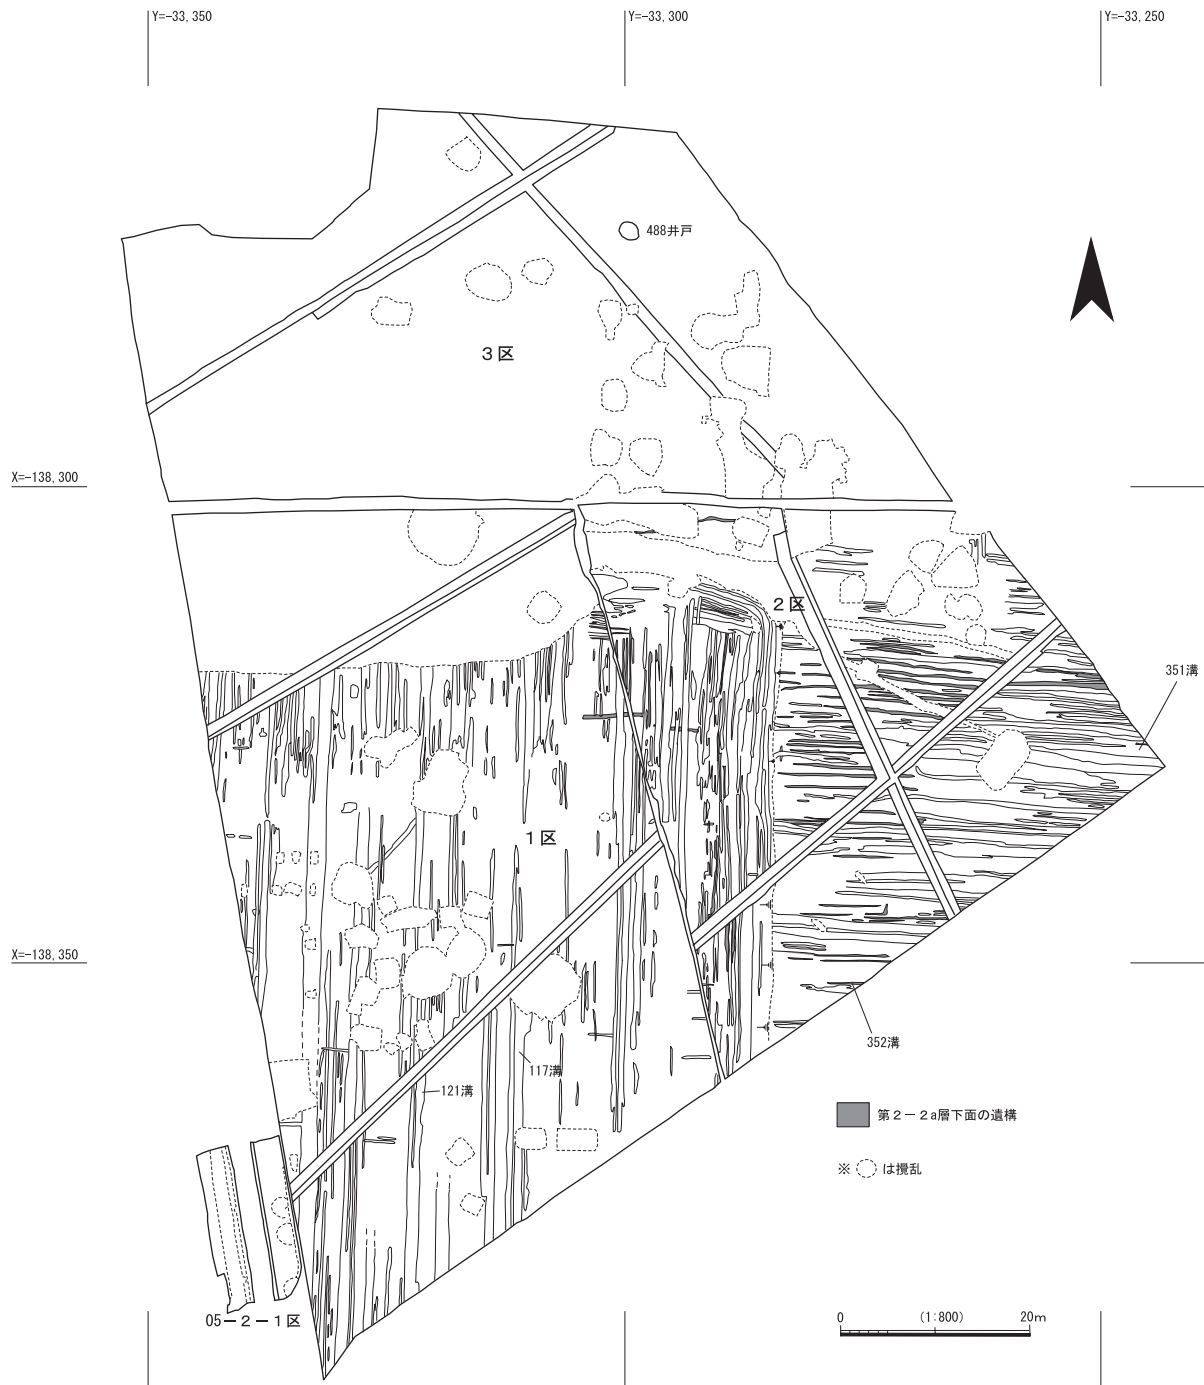 Y=-33,350
Y=-33,300
Y=-33,250
488井戸
3区
X=-138,300
2区
351溝
1区
X=-138,350
352溝
117溝
121溝
第2-2a層下面の遺構
※ は攪乱
05-2-1区
0 (1:800) 20m